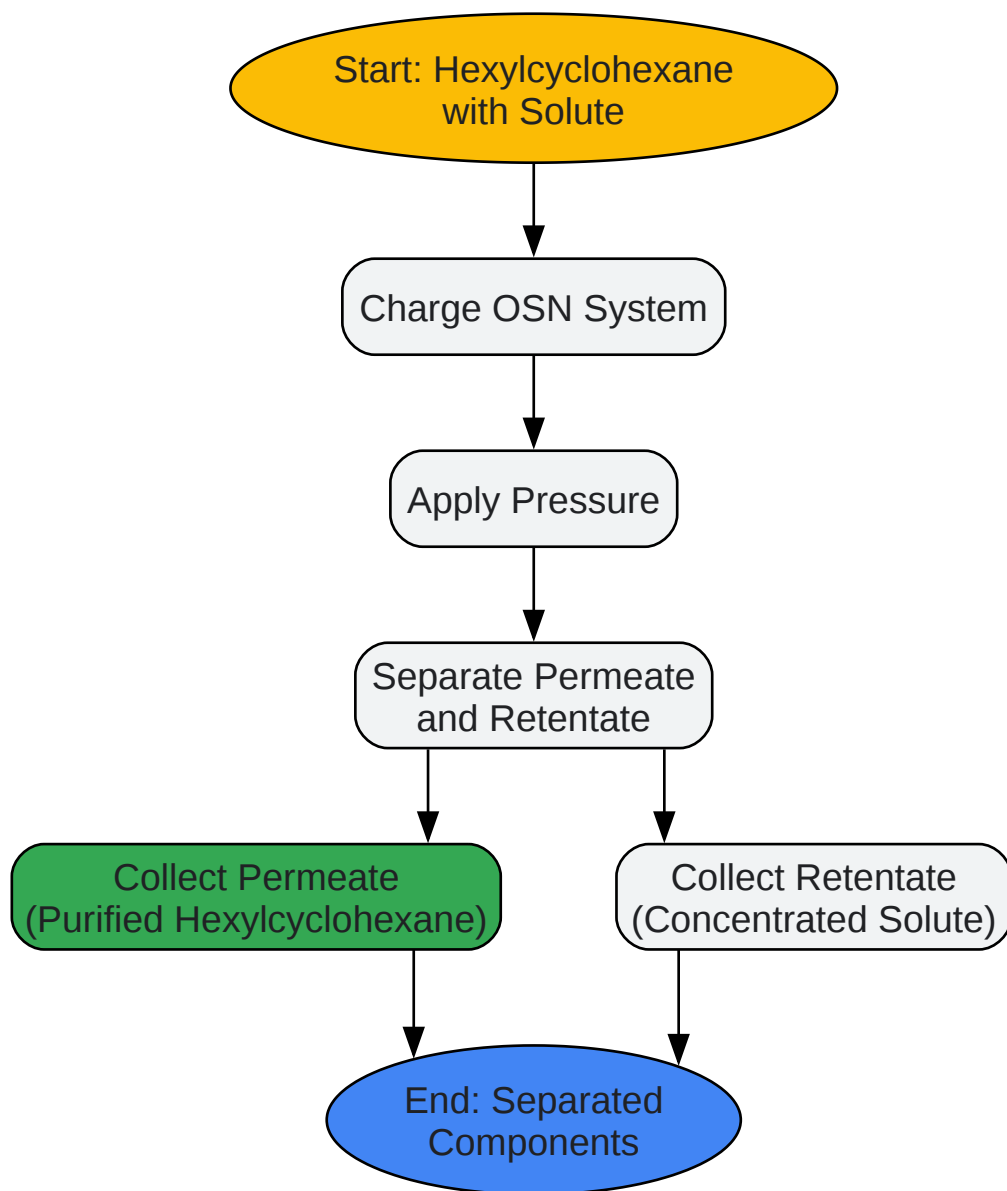 Start: Hexylcyclohexane
with Solute
Charge OSN System
Apply Pressure
Separate Permeate
and Retentate
Collect Permeate
(Purified Hexylcyclohexane)
Collect Retentate
(Concentrated Solute)
End: Separated
Components